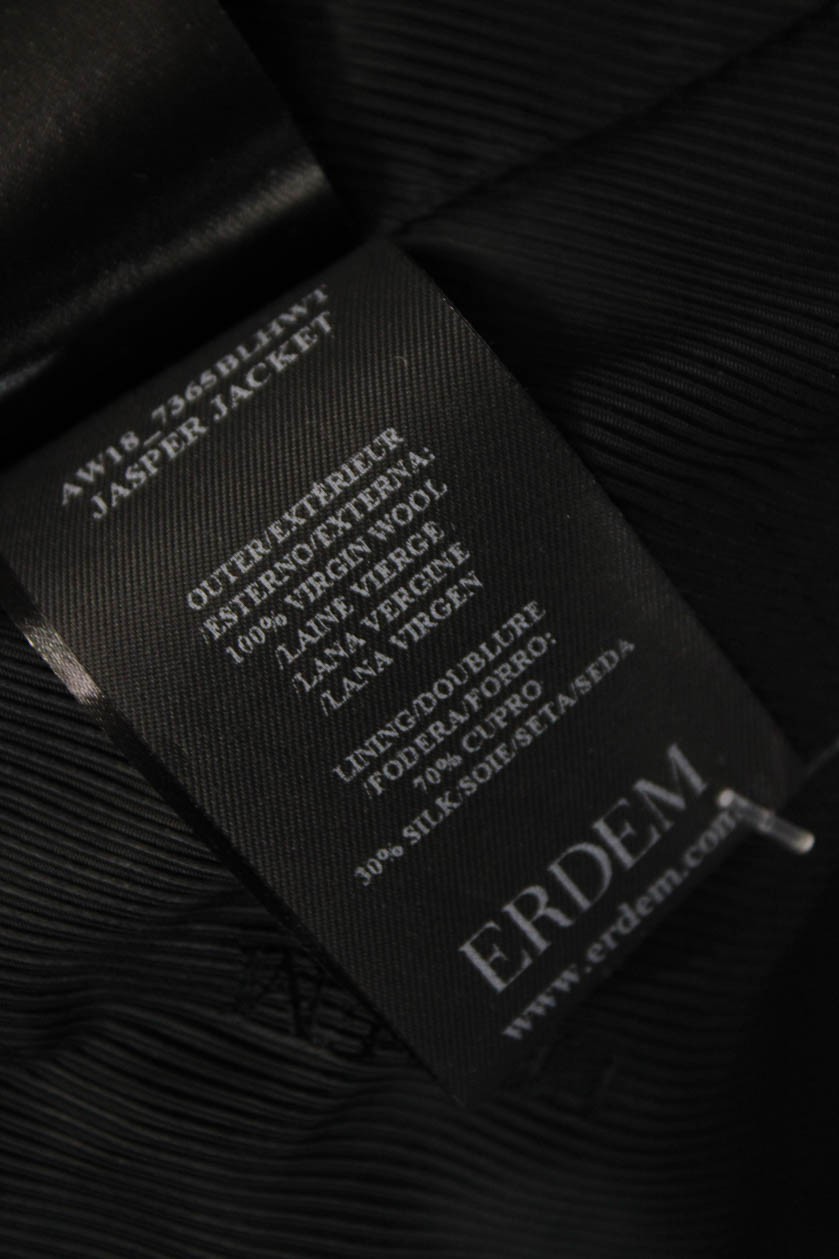 AW18_7365BLHWT
JASPER JACKET
OUTER/EXTÉRIEUR
/ESTERNO/EXTERNA:
100% VIRGIN WOOL
/LAINE VIERGE
/LANA VERGINE
/LANA VIRGEN
LINING/DOUBLURE
/FODERA/FORRO:
70% CUPRO
30% SILK/SOIE/SETA/SEDA
ERDEM
www.erdem.com